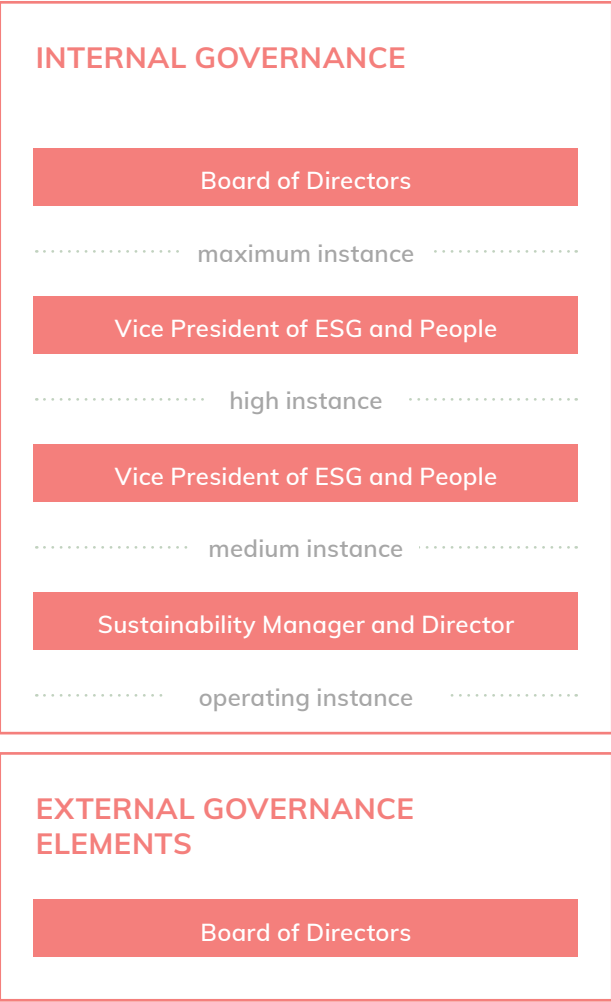 INTERNAL GOVERNANCE
Board of Directors
maximum instance
Vice President of ESG and People
high instance
Vice President of ESG and People
medium instance
Sustainability Manager and Director
operating instance
EXTERNAL GOVERNANCE
ELEMENTS
Board of Directors